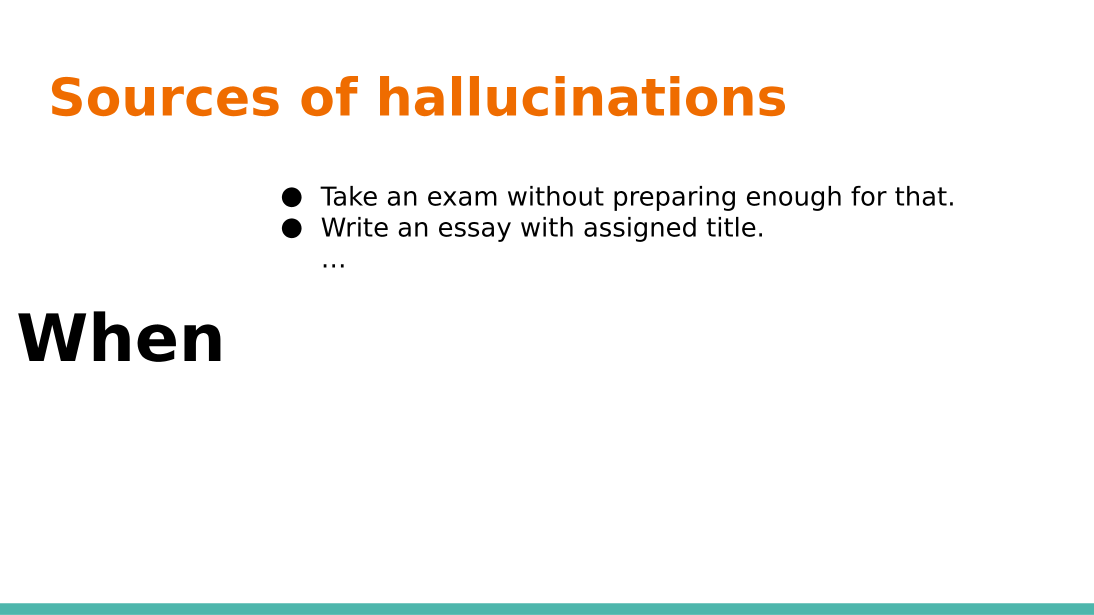 Sources of hallucinations
● Take an exam without preparing enough for that.
● Write an essay with assigned title.
...
When